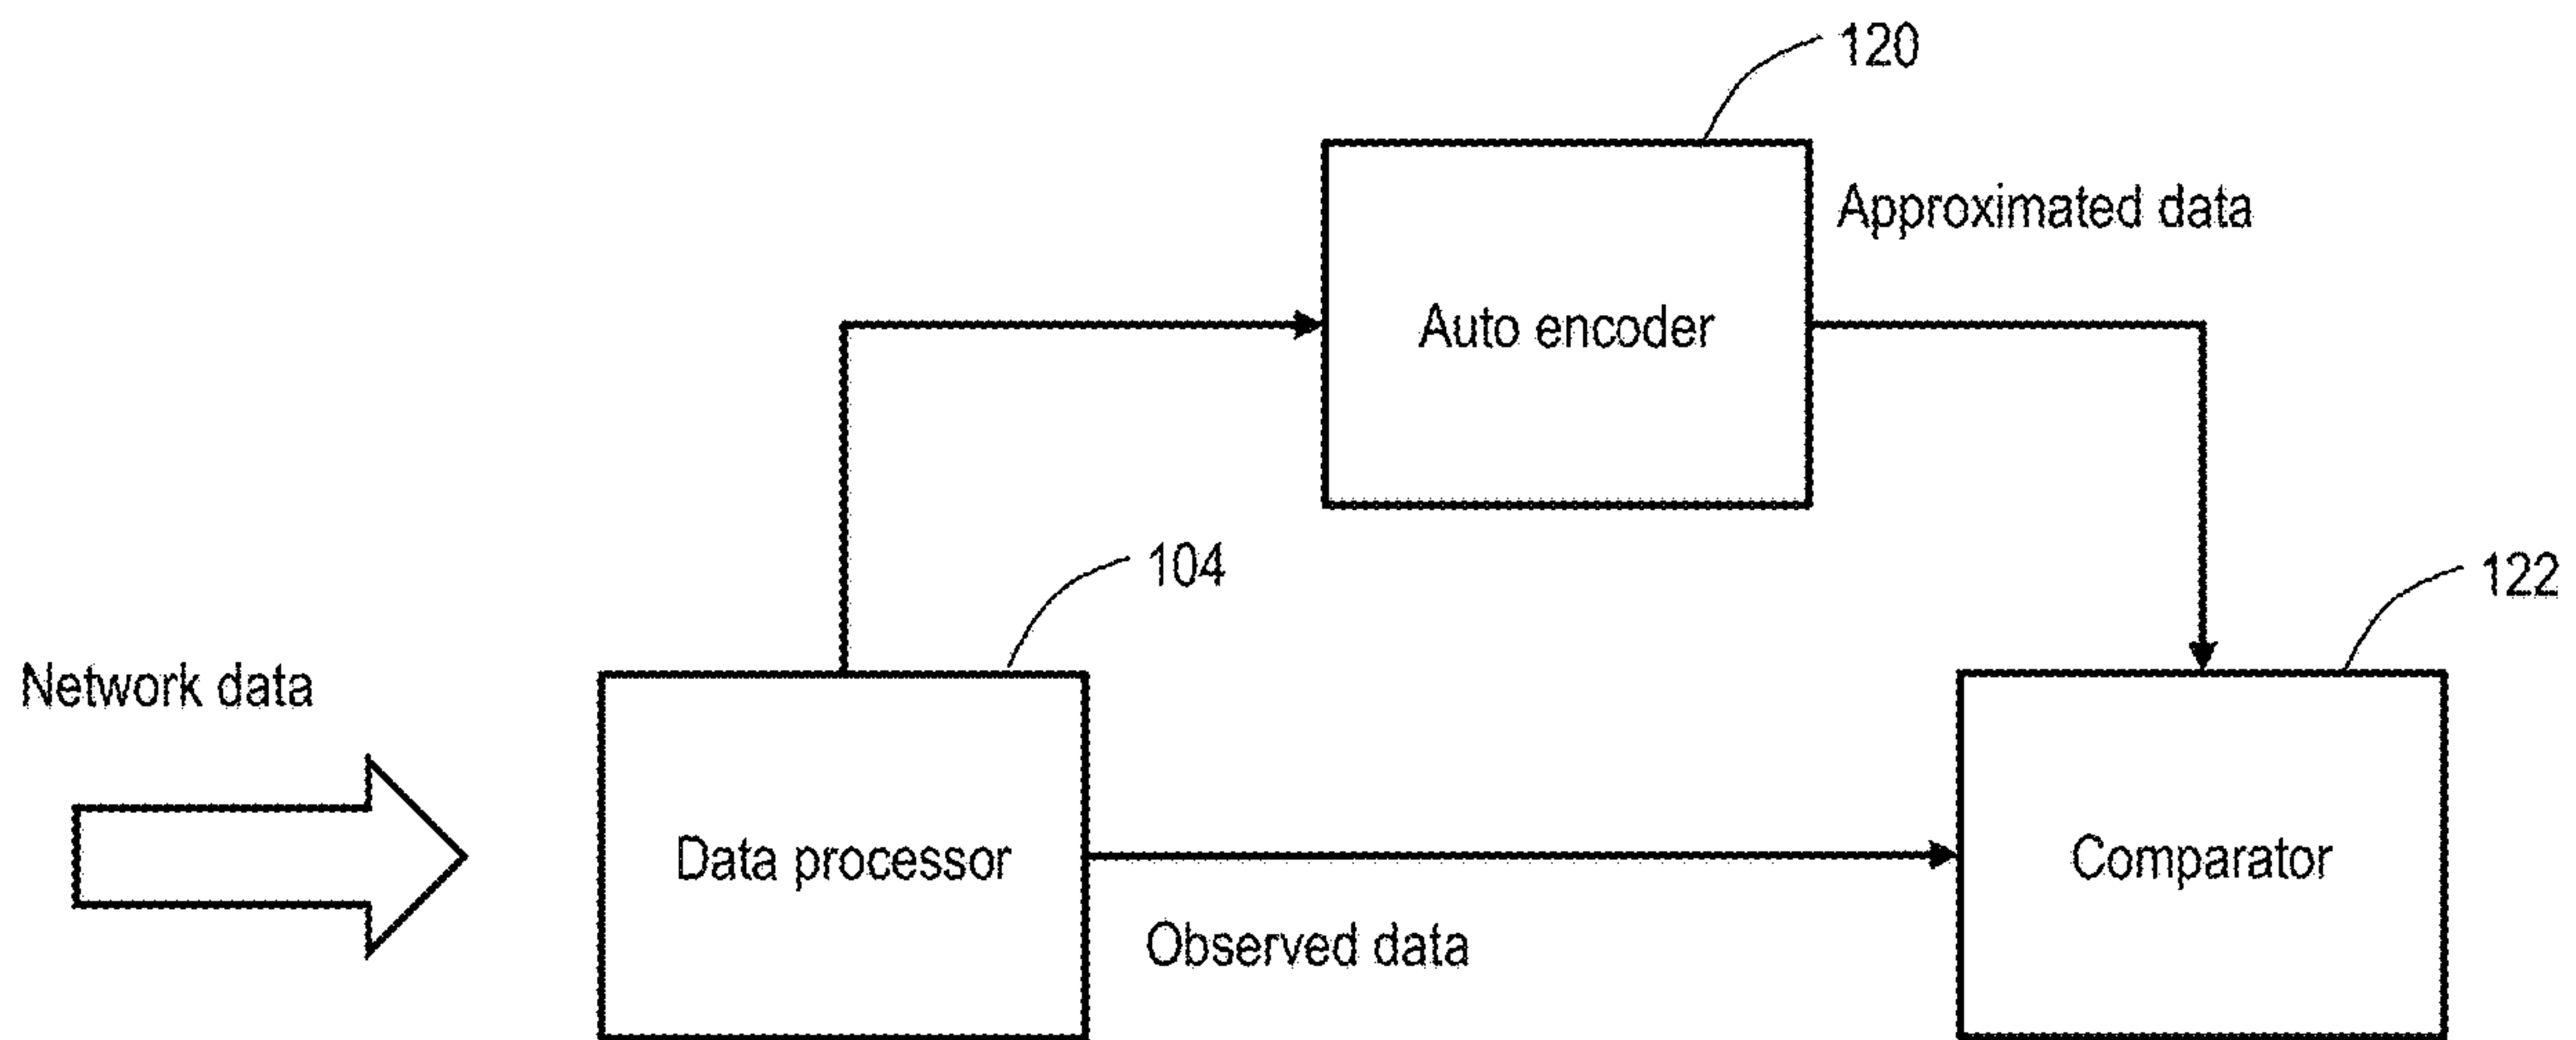 120
Approximated data
Auto encoder
104
122
Network data
Data processor
Comparator
Observed data